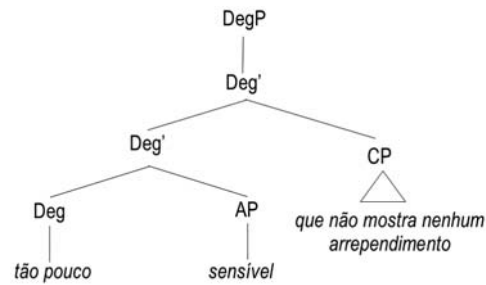 DegP
Deg'
Deg'
CP
Deg
AP
que não mostra nenhum
arrependimento
tão pouco
sensível